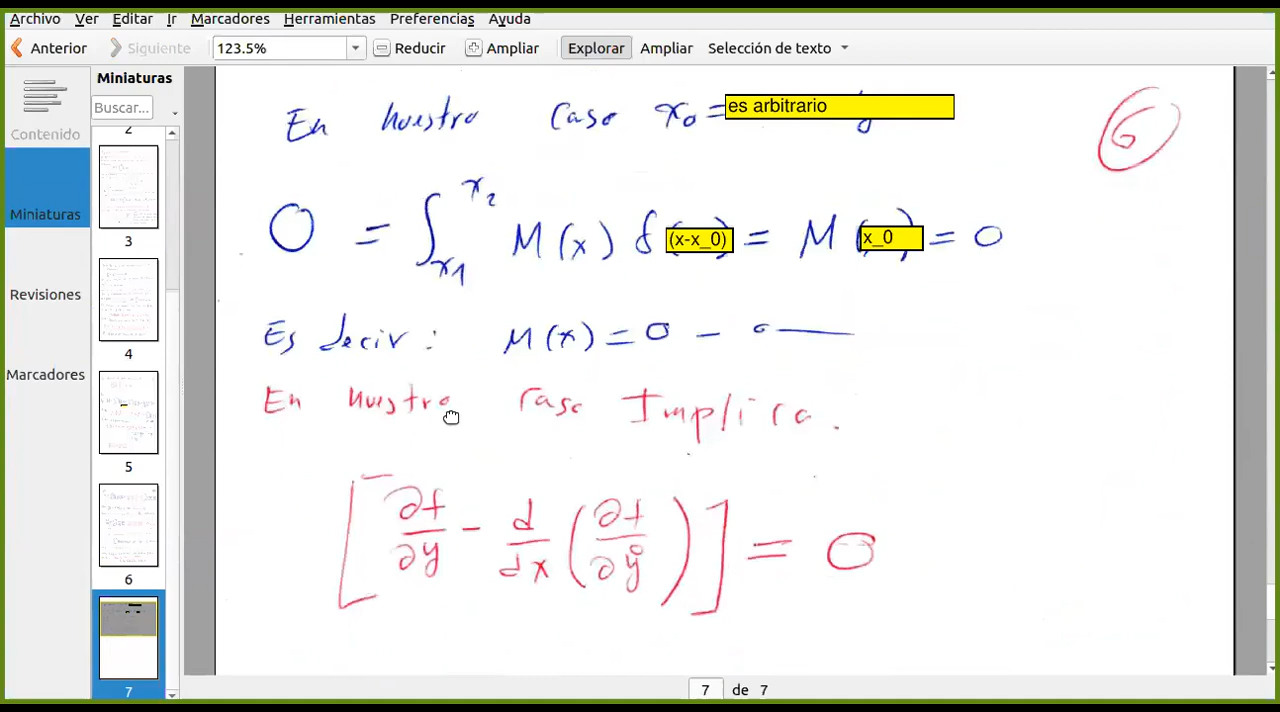 Archivo Ver Editar Ir Marcadores Herramientas Preferencias Ayuda
Anterior Siguiente 123.5% Reducir Ampliar Explorar Ampliar Selección de texto
Contenido
Miniaturas
Revisiones
Marcadores
Miniaturas
Buscar...
2
3
4
5
6
7
En nuestro caso x₀ = es arbitrario
6
0 = ∫_{x1}^{x2} M(x) δ(x-x_0) = M(x_0) = 0
Es decir: M(x) = 0
En nuestro caso Implica.
[∂f/∂y - d/dx (∂f/∂ẏ)] = 0
7 de 7